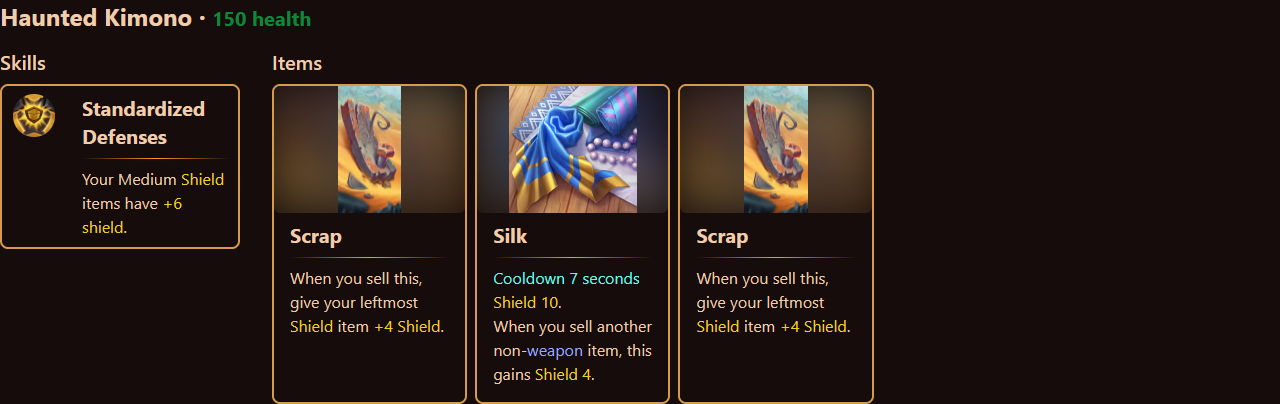 Haunted Kimono · 150 health
Skills
Standardized
Defenses
Your Medium Shield
items have +6
shield.
Items
Scrap
When you sell this,
give your leftmost
Shield item +4 Shield.
Silk
Cooldown 7 seconds
Shield 10.
When you sell another
non-weapon item, this
gains Shield 4.
Scrap
When you sell this,
give your leftmost
Shield item +4 Shield.